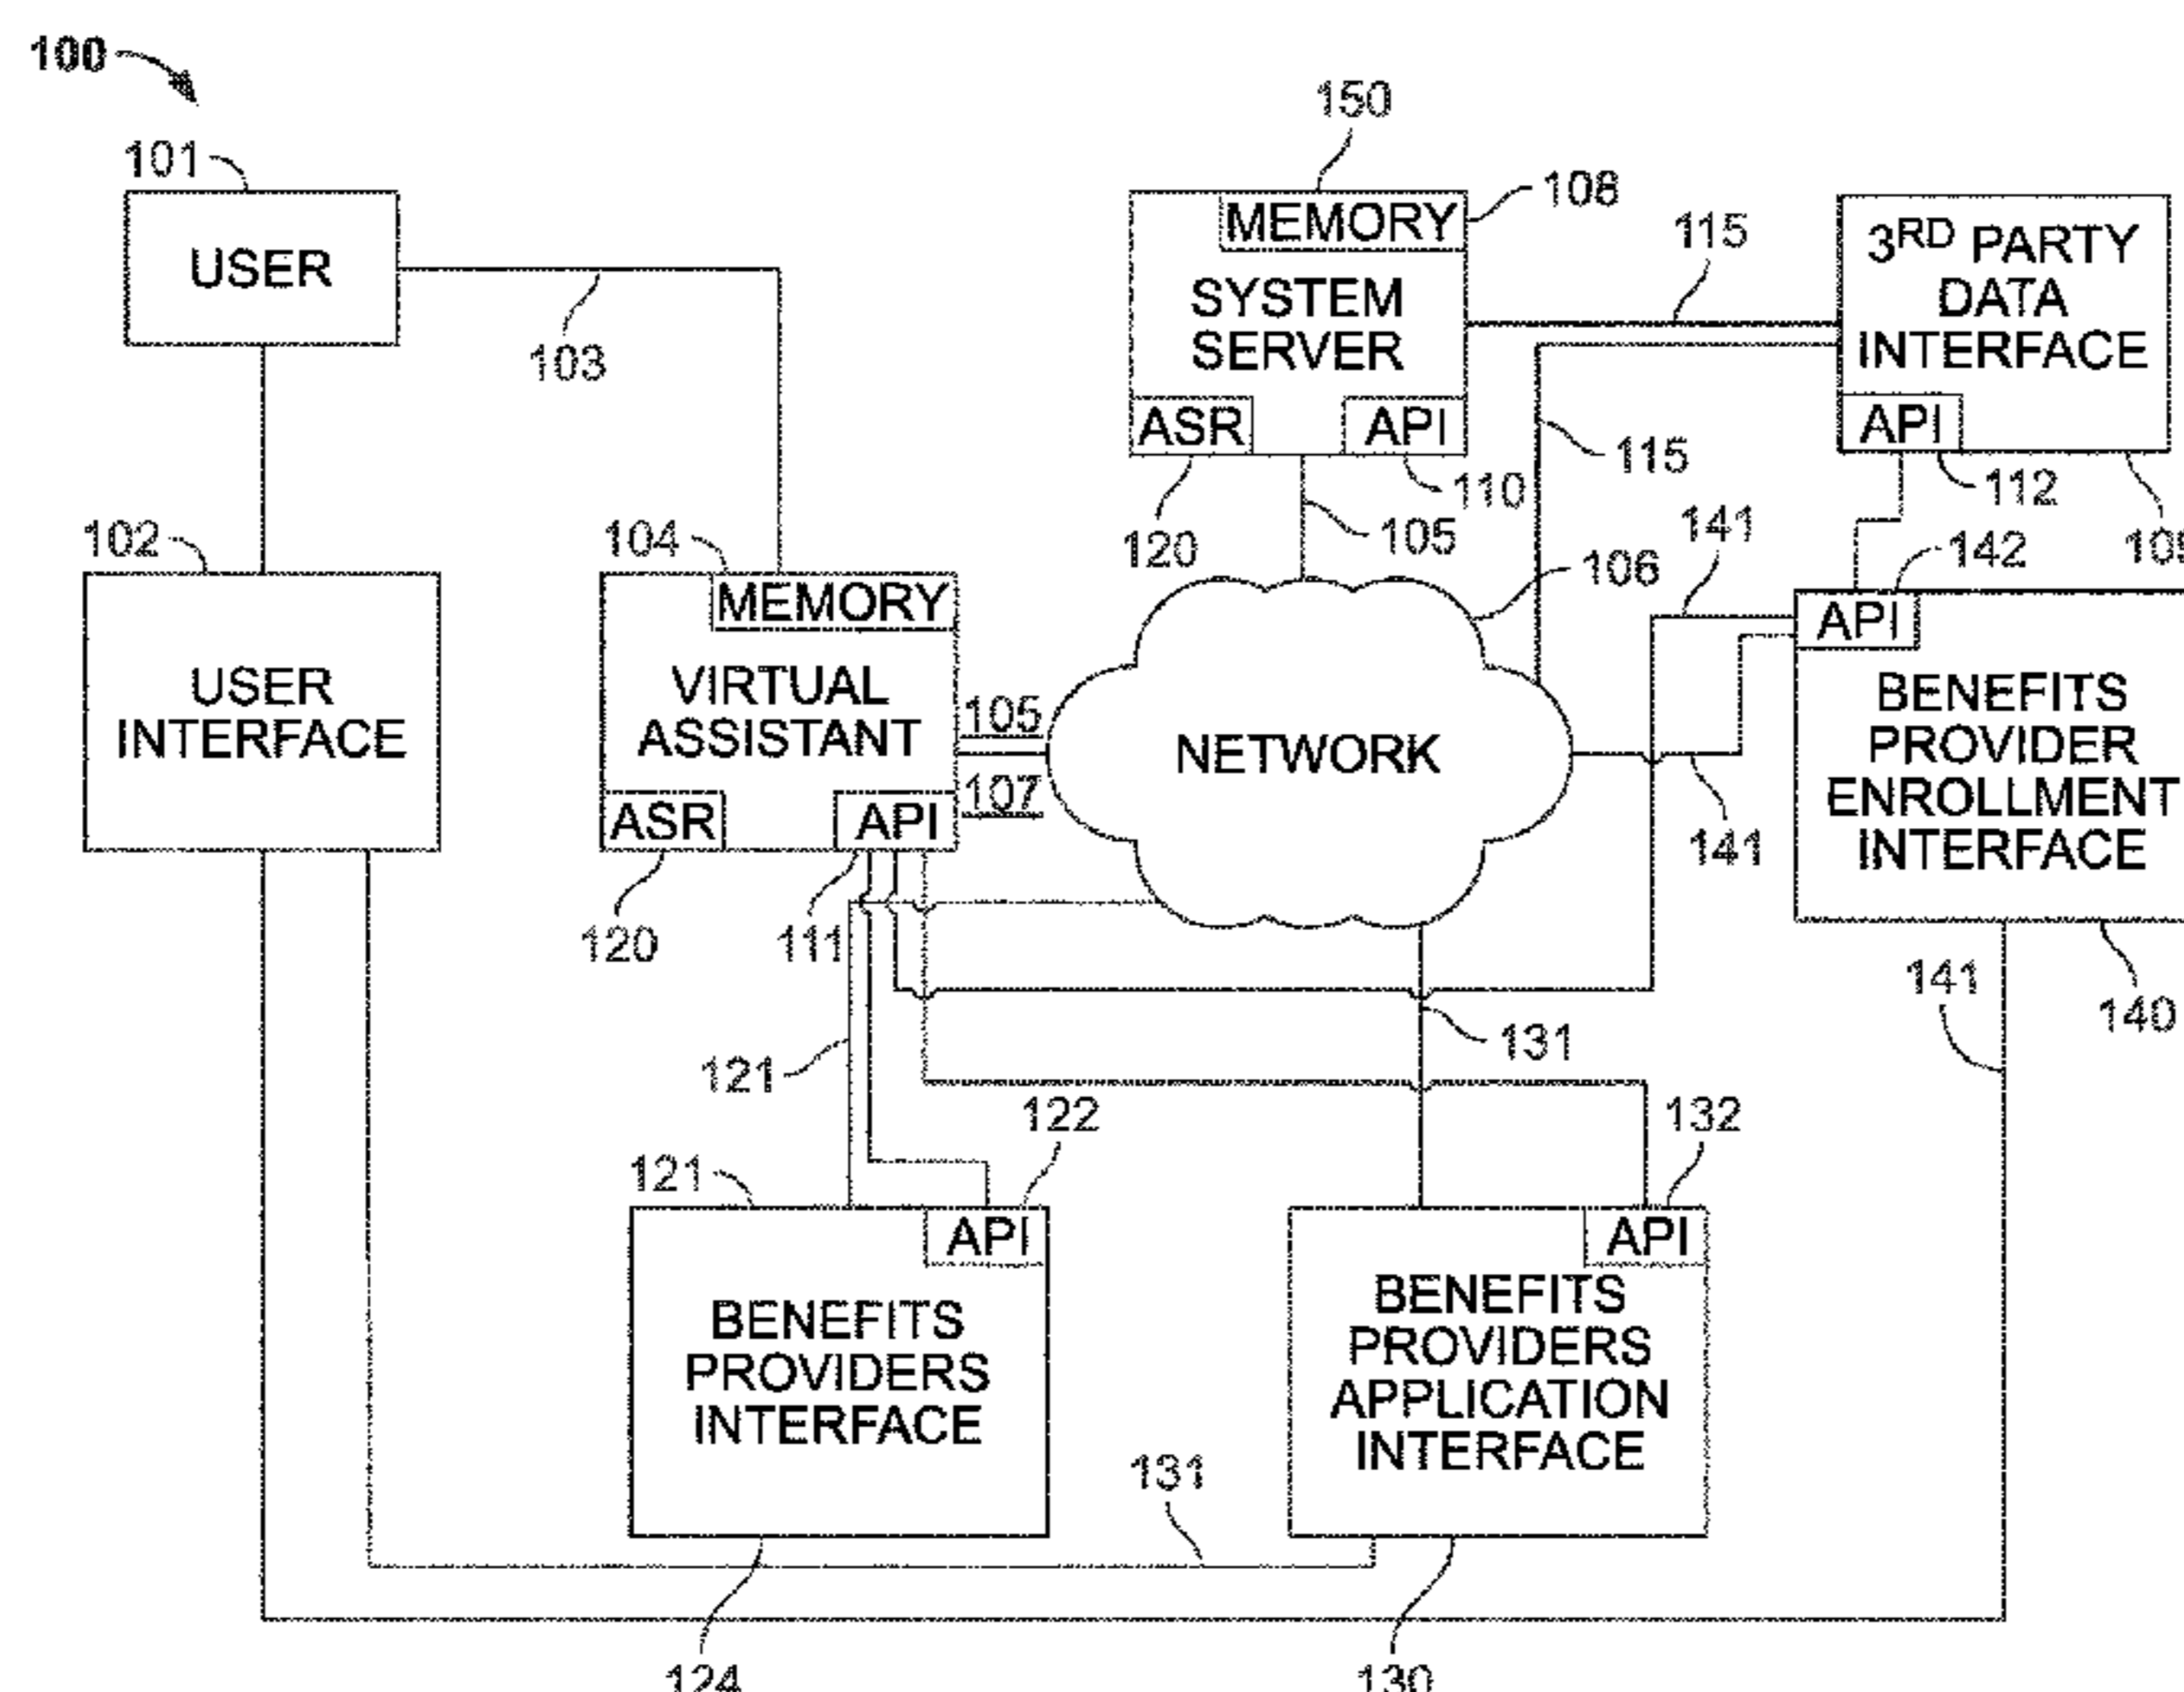 100
150
101
108
MEMORY
115
USER
3RD PARTY
DATA
INTERFACE
SYSTEM
SERVER
103
ASR
API
API
115
110
112
102
104
120
105
141
142
106
MEMORY
API
USER
INTERFACE
VIRTUAL
ASSISTANT
105
NETWORK
BENEFITS
PROVIDER
ENROLLMENT
INTERFACE
107
ASR
API
141
120
111
141
140
131
121
122
132
121
API
API
BENEFITS
PROVIDERS
INTERFACE
BENEFITS
PROVIDERS
APPLICATION
INTERFACE
131
124
130